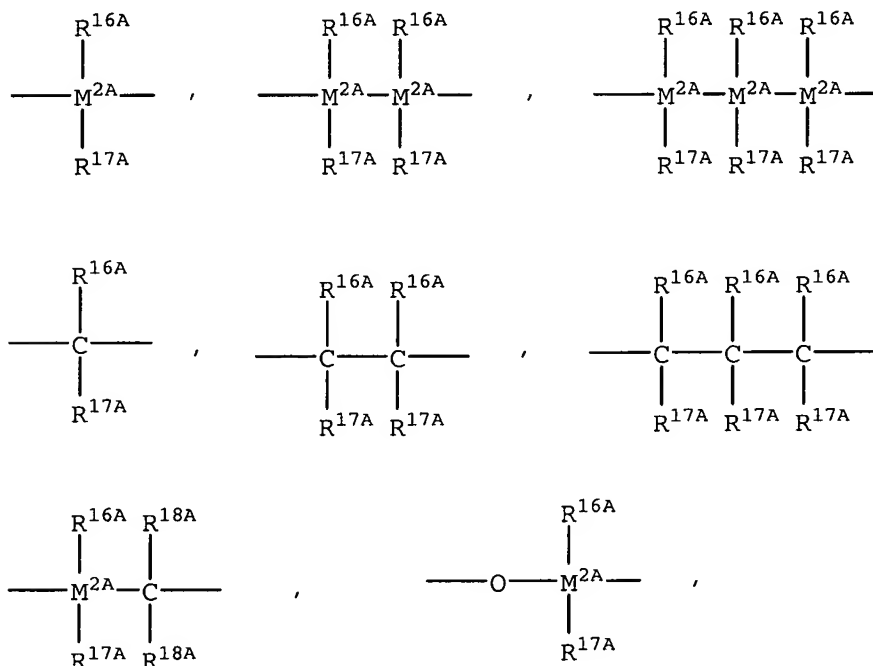 R16A R16A R16A R16A R16A R16A
M2A , M2A M2A , M2A M2A M2A
R17A R17A R17A R17A R17A R17A
R16A R16A R16A R16A R16A R16A
C , C C , C C C
R17A R17A R17A R17A R17A R17A
R16A R18A R16A
M2A C , O M2A ,
R17A R18A R17A